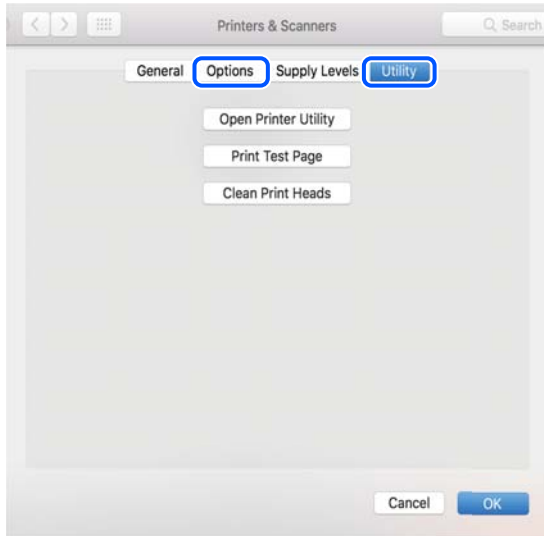 Printers & Scanners Search
General Options Supply Levels Utility
Open Printer Utility
Print Test Page
Clean Print Heads
Cancel OK